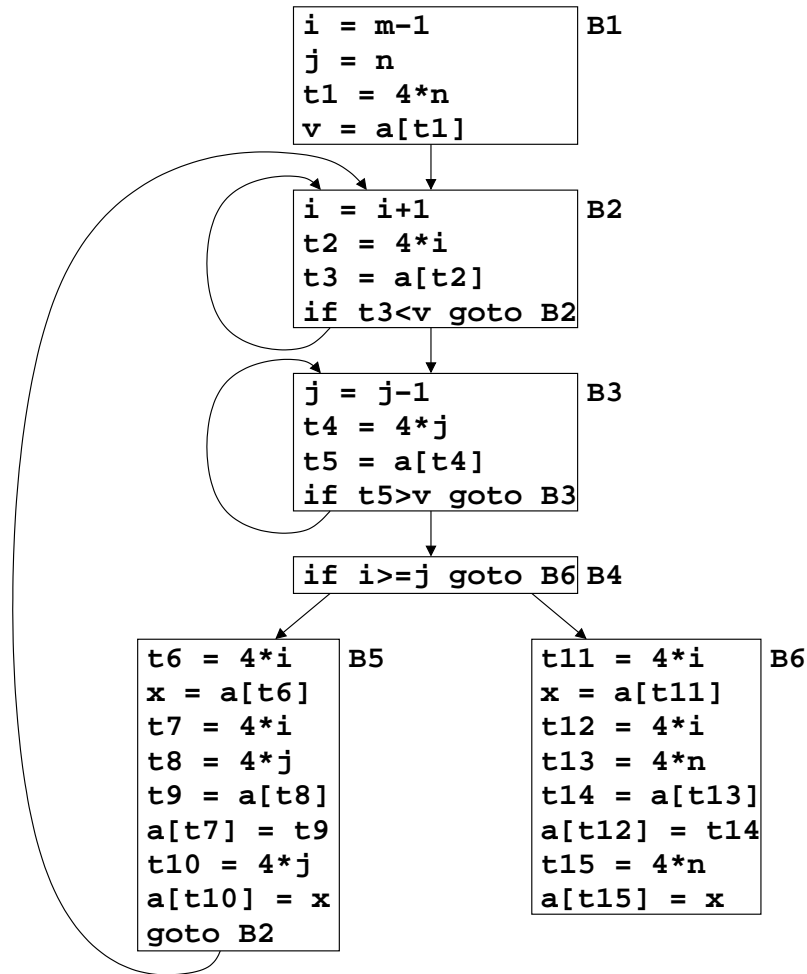 i = m-1
B1
j = n
t1 = 4*n
v = a[t1]
i = i+1
B2
t2 = 4*i
t3 = a[t2]
if t3<v goto B2
j = j-1
B3
t4 = 4*j
t5 = a[t4]
if t5>v goto B3
if i>=j goto B6
B4
t6 = 4*i
B5
x = a[t6]
t7 = 4*i
t8 = 4*j
t9 = a[t8]
a[t7] = t9
t10 = 4*j
a[t10] = x
goto B2
t11 = 4*i
B6
x = a[t11]
t12 = 4*i
t13 = 4*n
t14 = a[t13]
a[t12] = t14
t15 = 4*n
a[t15] = x